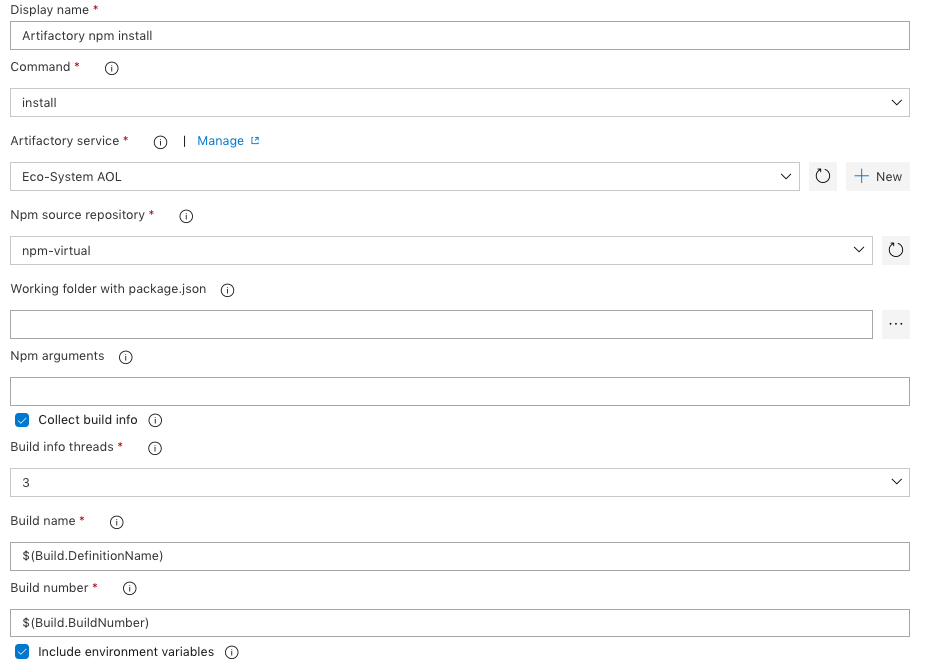 Display name *
Artifactory npm install
Command *
install
Artifactory service * | Manage
Eco-System AOL
New
Npm source repository *
npm-virtual
Working folder with package.json
...
Npm arguments
Collect build info
Build info threads *
3
Build name *
$(Build.DefinitionName)
Build number *
$(Build.BuildNumber)
Include environment variables